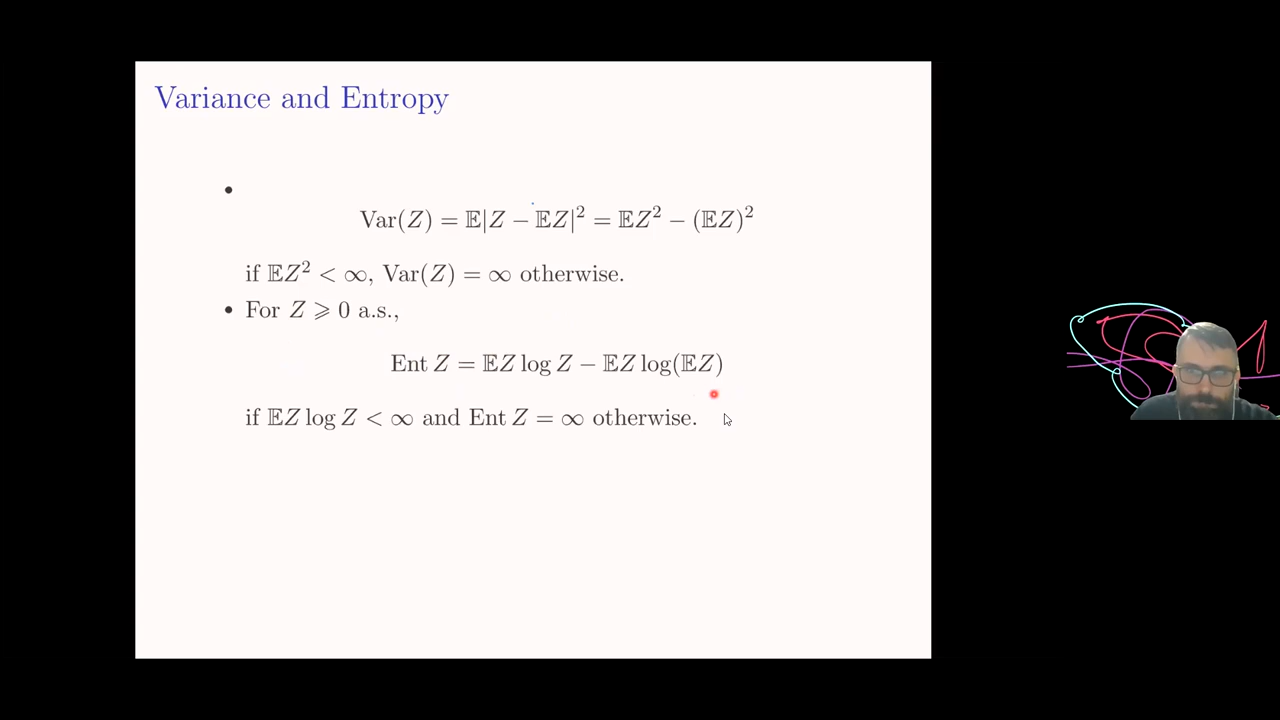 Variance and Entropy
•
Var(Z) = 𝔼|Z − 𝔼Z|² = 𝔼Z² − (𝔼Z)²
if 𝔼Z² < ∞, Var(Z) = ∞ otherwise.
• For Z ⩾ 0 a.s.,
Ent Z = 𝔼Z log Z − 𝔼Z log(𝔼Z)
if 𝔼Z log Z < ∞ and Ent Z = ∞ otherwise.